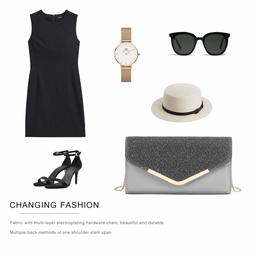 CHANGING FASHION
Fabric with multi-layer electroplating hardware chain, beautiful and durable
Multiple back methods of one shoulder slant span